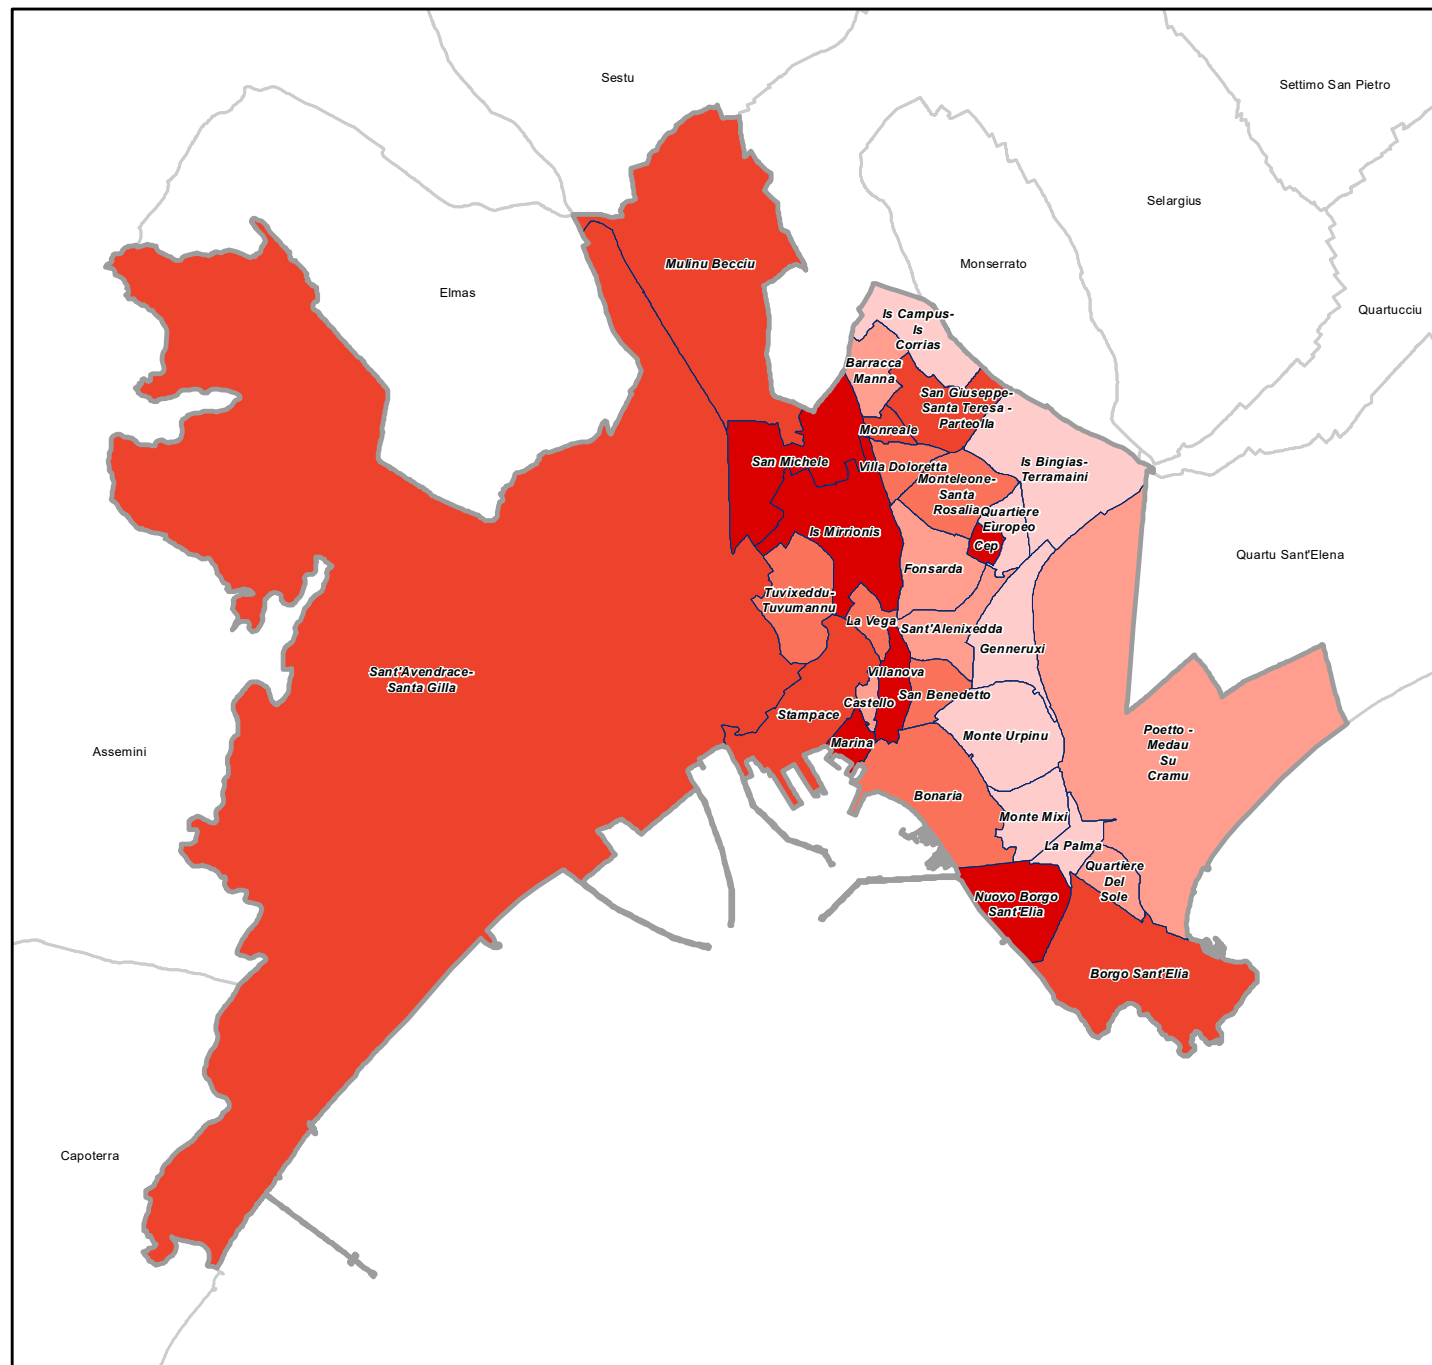 Sestu
Settimo San Pietro
Selargius
Mulinu Becciu
Monserrato
Elmas
Quartucciu
Is Campus-
Is
Corrias
Barracca
Manna
San Giuseppe-
Santa Teresa -
Parteolla
Monreale
San Michele
Villa Doloretta
Is Bingias-
Terramaini
Monteleone-
Santa
Rosalia
Quartiere
Europeo
Is Mirrionis
Cep
Quartu Sant'Elena
Fonsarda
Tuvixeddu-
Tuvumannu
La Vega
Sant'Alenixedda
Genneruxi
Sant'Avendrace-
Santa Gilla
Villanova
San Benedetto
Castello
Stampace
Marina
Monte Urpinu
Poetto -
Medau
Su
Cramu
Assemini
Bonaria
Monte Mixi
La Palma
Quartiere
Del
Sole
Nuovo Borgo
Sant'Elia
Borgo Sant'Elia
Capoterra